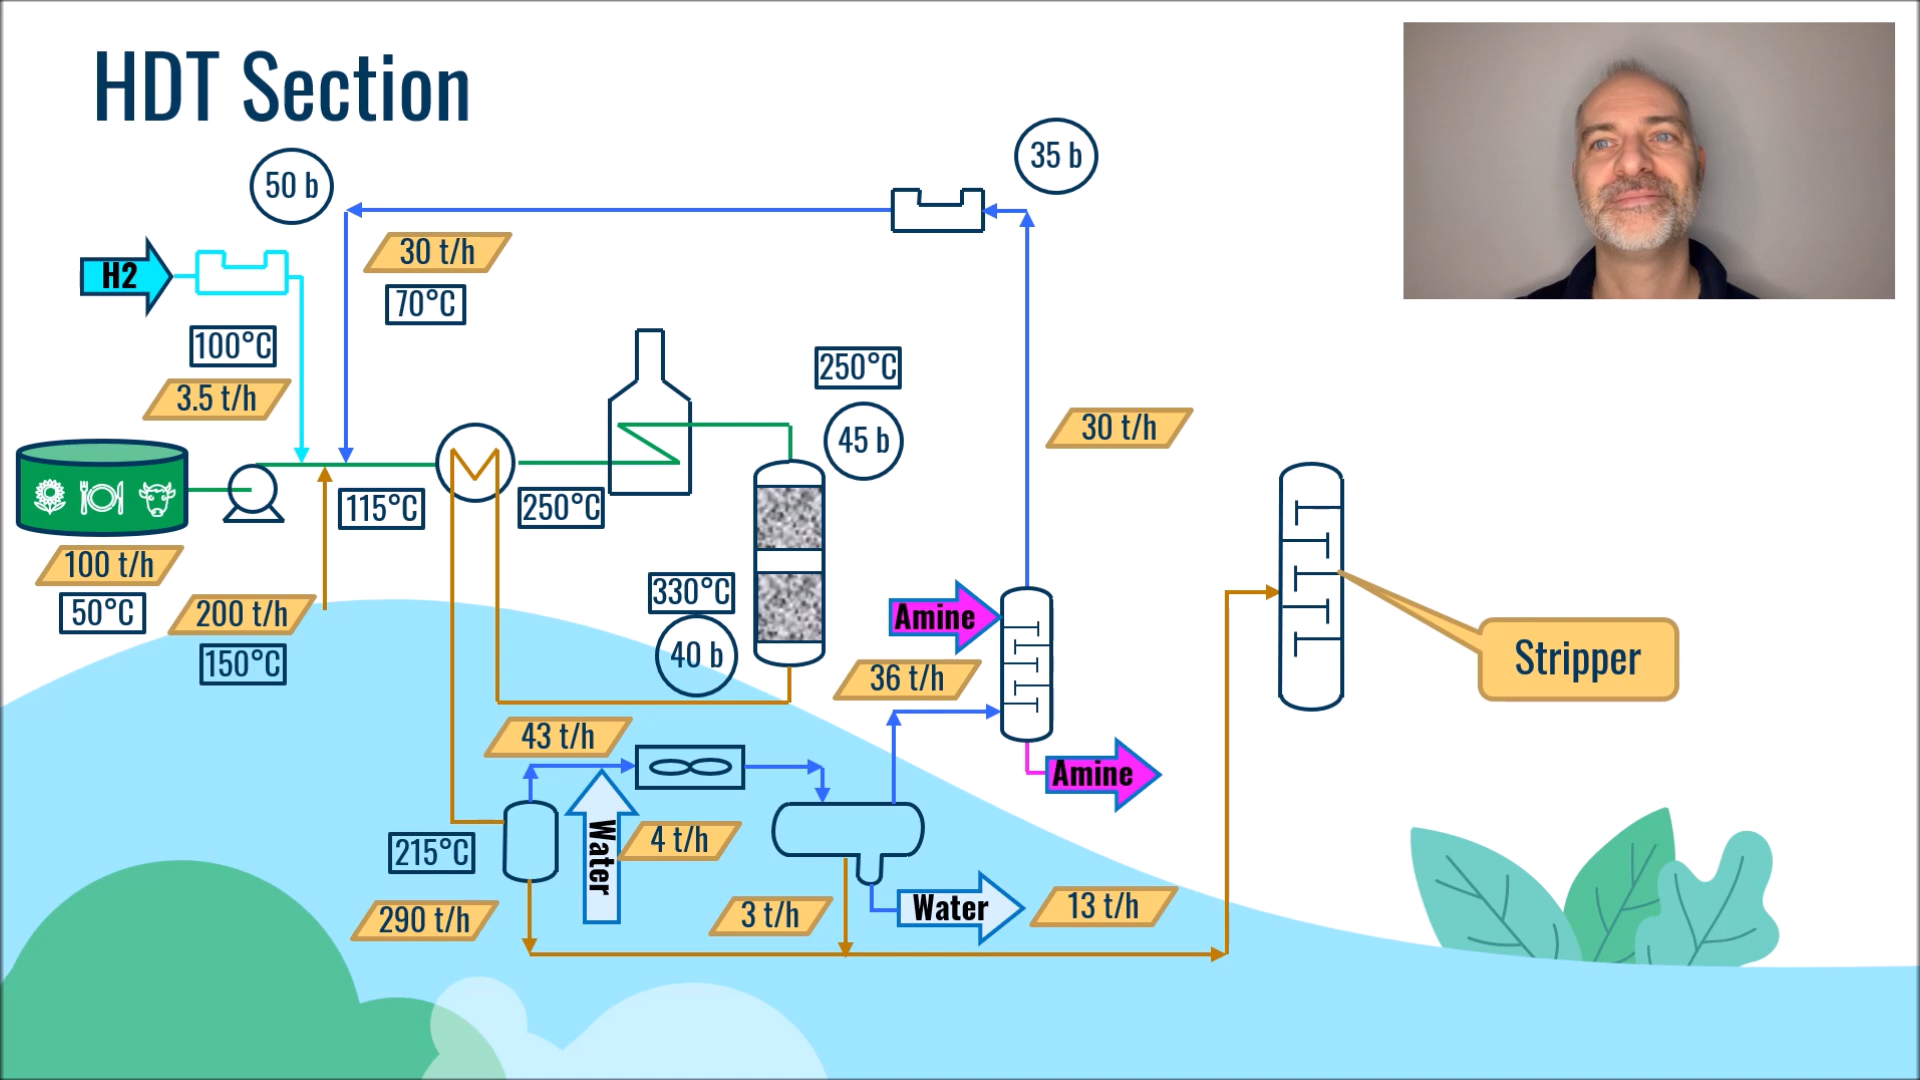 HDT Section
35 b
50 b
30 t/h
H2
70°C
100°C
250°C
3.5 t/h
30 t/h
45 b
115°C
250°C
100 t/h
330°C
50°C
200 t/h
Amine
150°C
40 b
36 t/h
Stripper
43 t/h
Amine
Water
4 t/h
215°C
290 t/h
3 t/h
Water
13 t/h